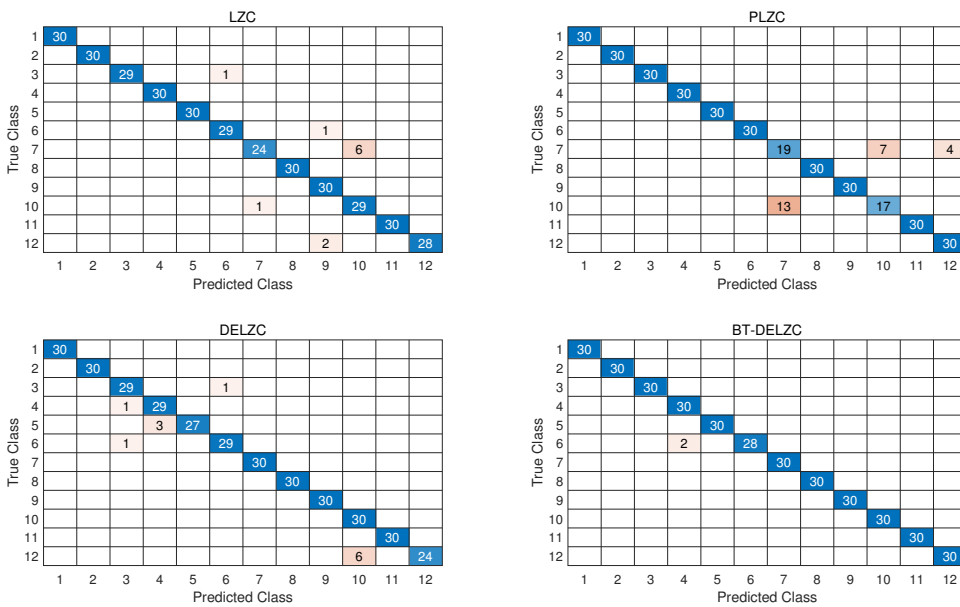 LZC
True Class
1 30
2 30
3 29 1
4 30
5 30
6 29 1
7 24 6
8 30
9 30
10 1 29
11 30
12 2 28
1 2 3 4 5 6 7 8 9 10 11 12
Predicted Class
PLZC
True Class
1 30
2 30
3 30
4 30
5 30
6 30
7 19 7 4
8 30
9 30
10 13 17
11 30
12 30
1 2 3 4 5 6 7 8 9 10 11 12
Predicted Class
DELZC
True Class
1 30
2 30
3 29 1
4 1 29
5 3 27
6 1 29
7 30
8 30
9 30
10 30
11 30
12 6 24
1 2 3 4 5 6 7 8 9 10 11 12
Predicted Class
BT-DELZC
True Class
1 30
2 30
3 30
4 30
5 30
6 2 28
7 30
8 30
9 30
10 30
11 30
12 30
1 2 3 4 5 6 7 8 9 10 11 12
Predicted Class